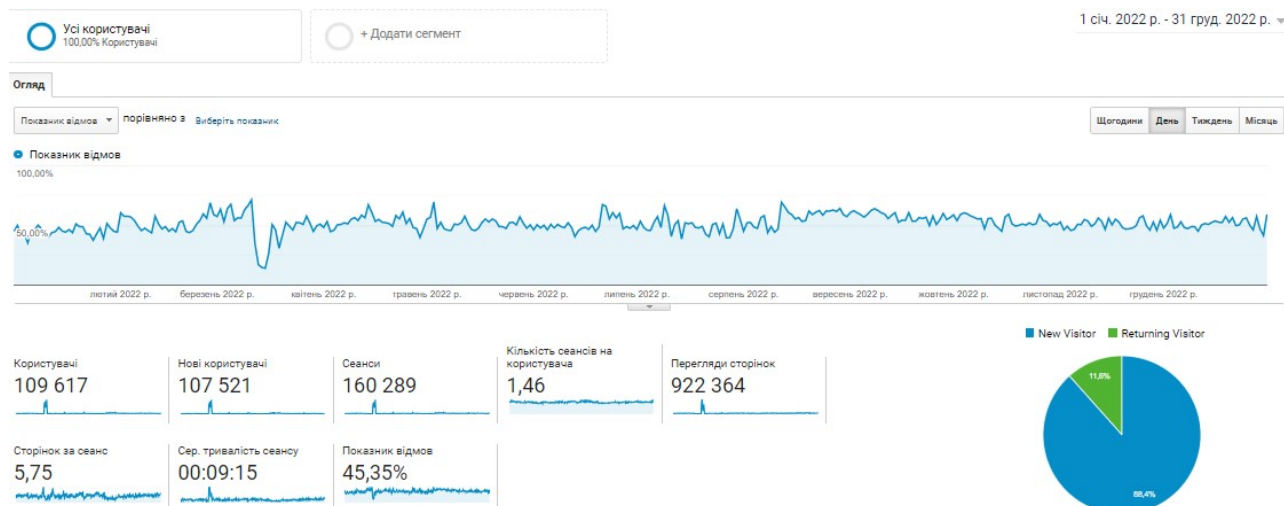 Усі користувачі
100,00% Користувачі
+ Додати сегмент
1 січ. 2022 р. - 31 груд. 2022 р.
Огляд
Показник відмов
порівняно з
Виберіть показник
Щогодини
День
Тиждень
Місяць
Показник відмов
100,00%
50,00%
лютий 2022 р.
березень 2022 р.
квітень 2022 р.
травень 2022 р.
червень 2022 р.
липень 2022 р.
серпень 2022 р.
вересень 2022 р.
жовтень 2022 р.
листопад 2022 р.
грудень 2022 р.
New Visitor
Returning Visitor
Користувачі
109 617
Нові користувачі
107 521
Сеанси
160 289
Кількість сеансів на
користувача
1,46
Перегляди сторінок
922 364
11,6%
88,4%
Сторінок за сеанс
5,75
Сер. тривалість сеансу
00:09:15
Показник відмов
45,35%